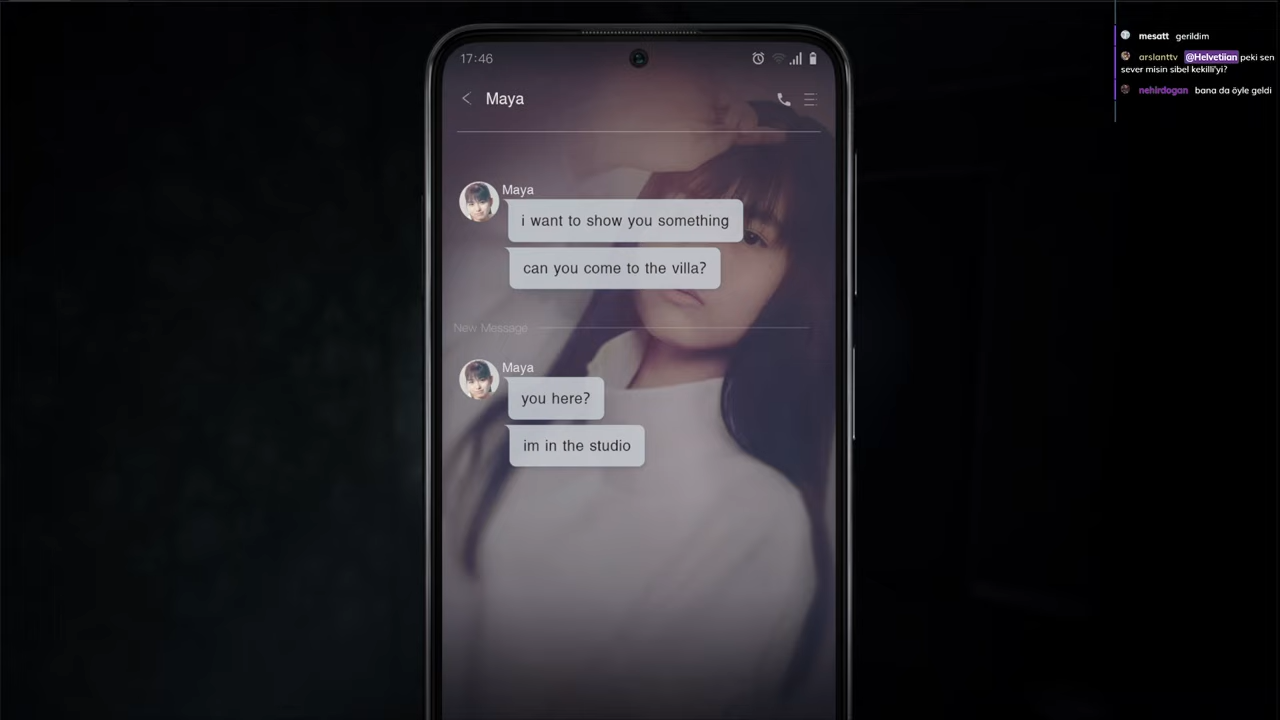 17:46
Maya
Maya
i want to show you something
can you come to the villa?
New Message
Maya
you here?
im in the studio
mesatt gerildim
arslanttv @Helvetiian peki sen
sever misin sibel kekilli'yi?
nehirdogan bana da öyle geldi